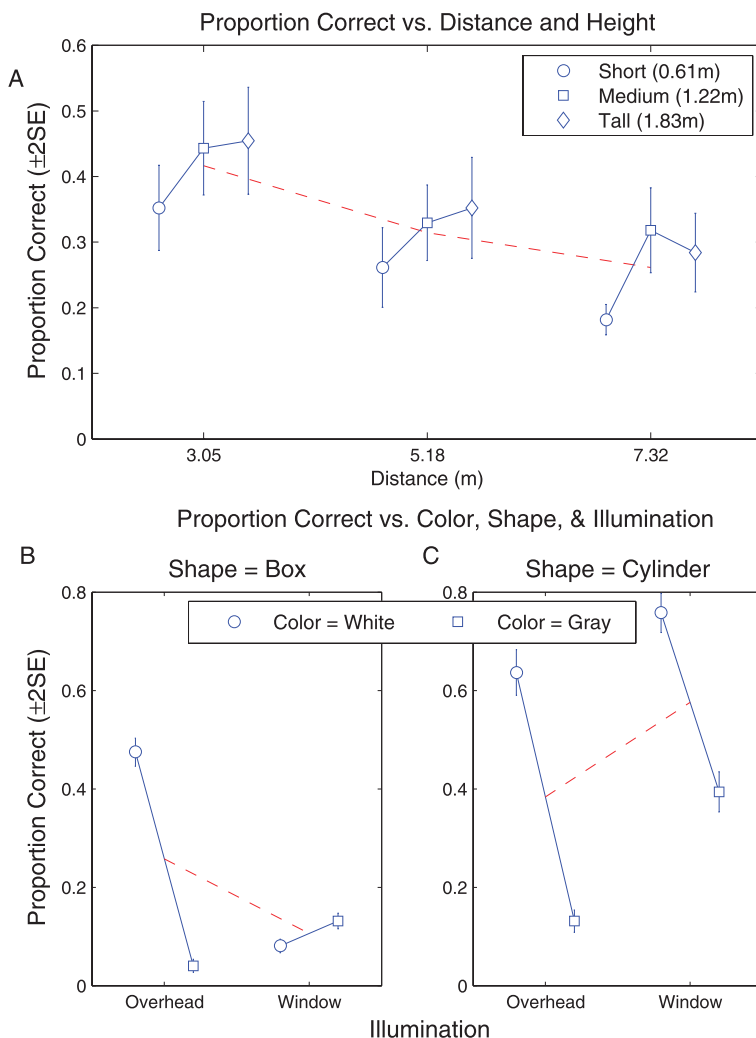 Proportion Correct vs. Distance and Height
A
0.6
0.5
0.4
0.3
0.2
0.1
0
Proportion Correct (±2SE)
Short (0.61m)
Medium (1.22m)
Tall (1.83m)
3.05
5.18
7.32
Distance (m)
Proportion Correct vs. Color, Shape, & Illumination
B
Shape = Box
C
Shape = Cylinder
Color = White
Color = Gray
0.8
0.6
0.4
0.2
0
Proportion Correct (±2SE)
Overhead
Window
0.8
0.6
0.4
0.2
0
Overhead
Window
Illumination